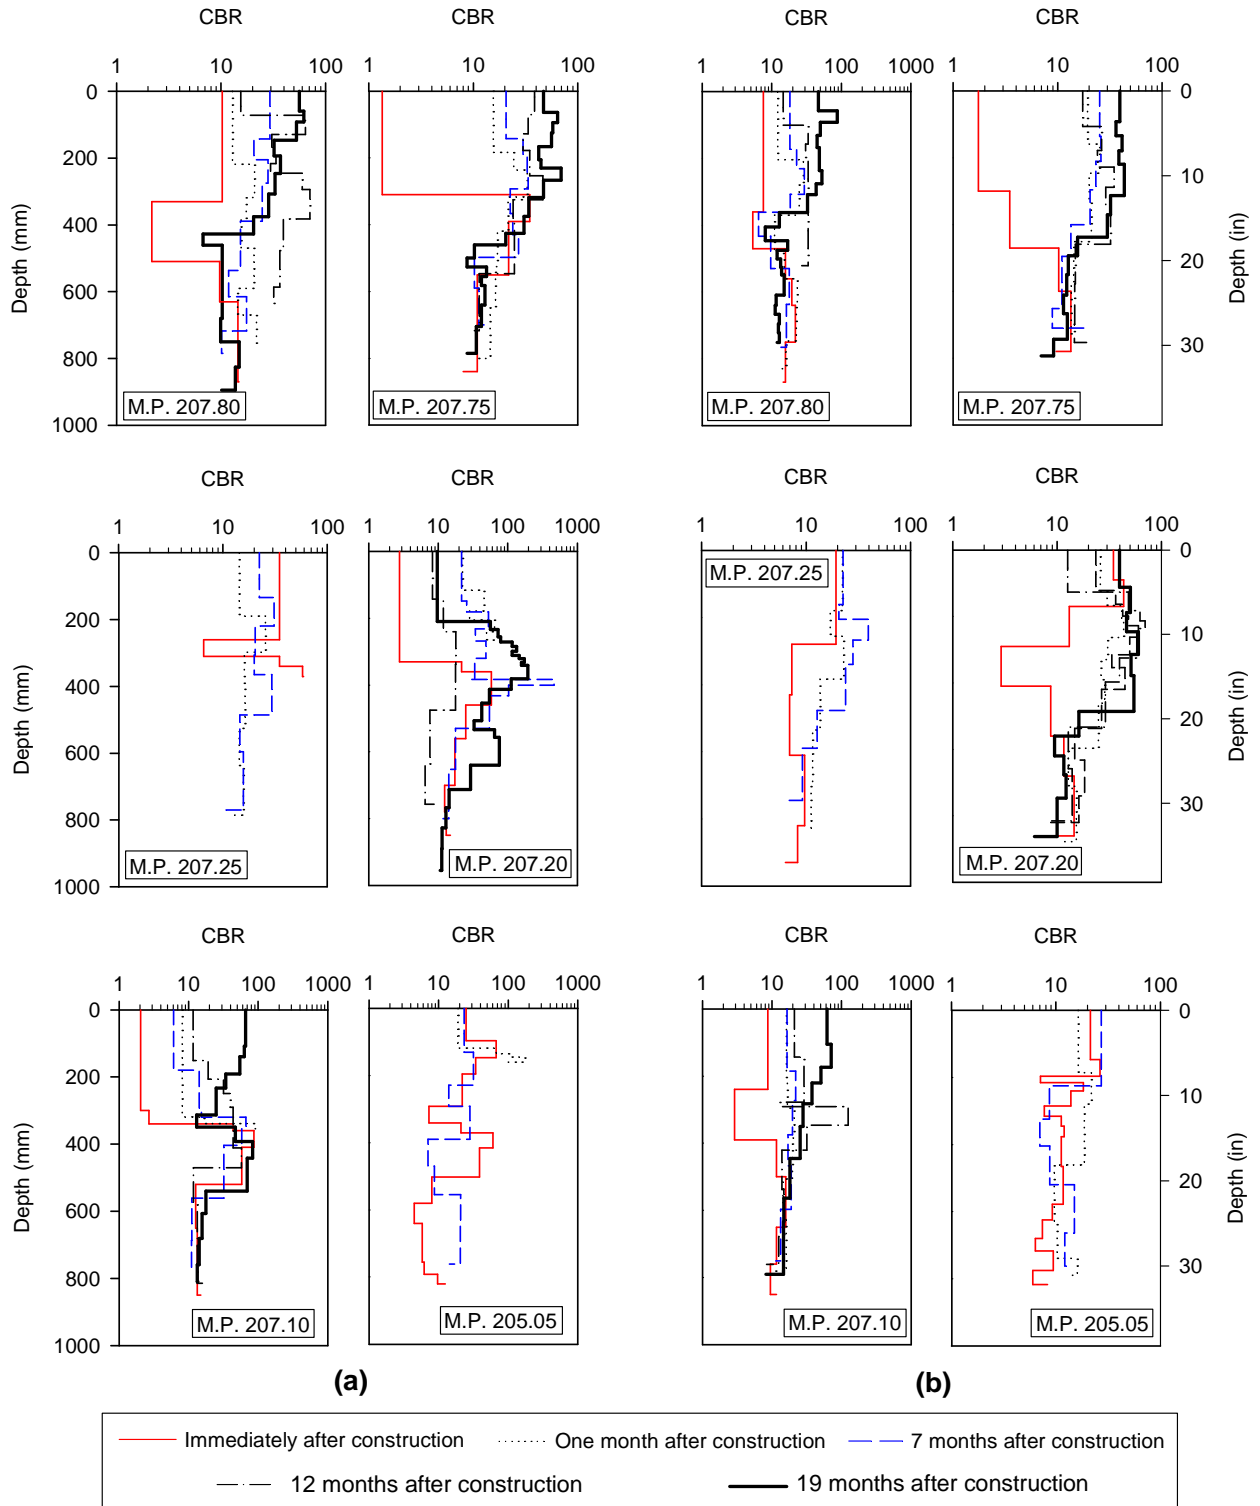 CBR CBR CBR CBR
1 10 100 1 10 100 1 10 100 1000 1 10 100
0
200
400
600
800
1000
Depth (mm)
0
10
20
30
Depth (in)
M.P. 207.80 M.P. 207.75 M.P. 207.80 M.P. 207.75
CBR CBR CBR CBR
1 10 100 1 10 100 1000 1 10 100 1 10 100
0
200
400
600
800
1000
Depth (mm)
0
10
20
30
Depth (in)
M.P. 207.25 M.P. 207.20 M.P. 207.25 M.P. 207.20
CBR CBR CBR CBR
1 10 100 1000 1 10 100 1000 1 10 100 1000 1 10 100
0
200
400
600
800
1000
Depth (mm)
0
10
20
30
Depth (in)
M.P. 207.10 M.P. 205.05 M.P. 207.10 M.P. 205.05
(a) (b)
Immediately after construction One month after construction 7 months after construction
12 months after construction 19 months after construction